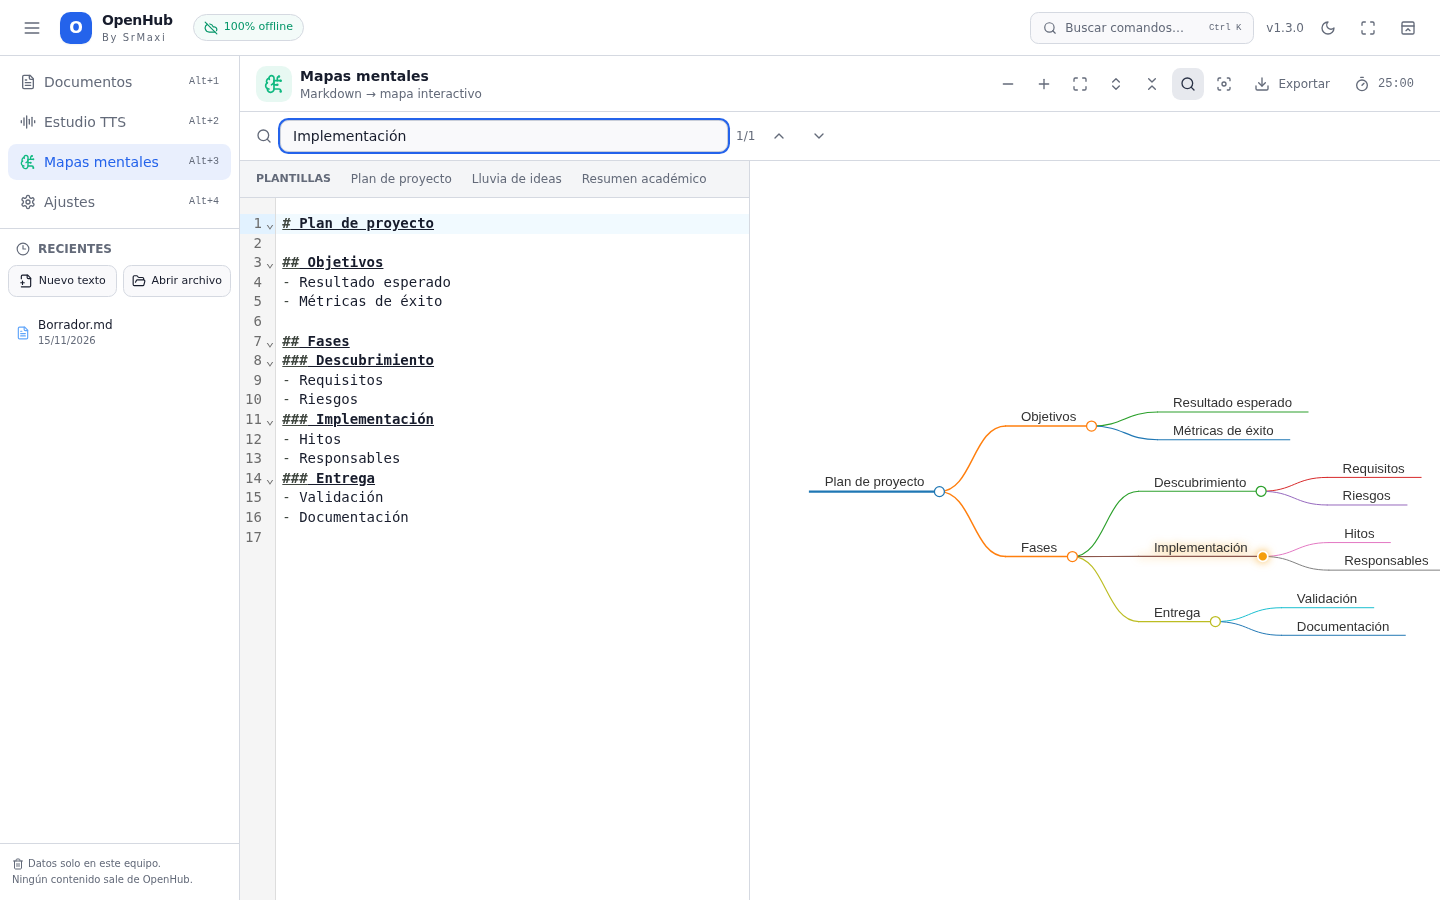 OpenHub
By SrMaxi
100% offline
Buscar comandos...
Ctrl K
v1.3.0
Documentos
Alt+1
Estudio TTS
Alt+2
Mapas mentales
Alt+3
Ajustes
Alt+4
RECIENTES
Nuevo texto
Abrir archivo
Borrador.md
15/11/2026
Datos solo en este equipo.
Ningún contenido sale de OpenHub.
Mapas mentales
Markdown → mapa interactivo
Exportar
25:00
Implementación
1/1
PLANTILLAS
Plan de proyecto
Lluvia de ideas
Resumen académico
1 # Plan de proyecto
2
3 ## Objetivos
4 - Resultado esperado
5 - Métricas de éxito
6
7 ## Fases
8 ### Descubrimiento
9 - Requisitos
10 - Riesgos
11 ### Implementación
12 - Hitos
13 - Responsables
14 ### Entrega
15 - Validación
16 - Documentación
17
Plan de proyecto
Objetivos
Resultado esperado
Métricas de éxito
Fases
Descubrimiento
Requisitos
Riesgos
Implementación
Hitos
Responsables
Entrega
Validación
Documentación